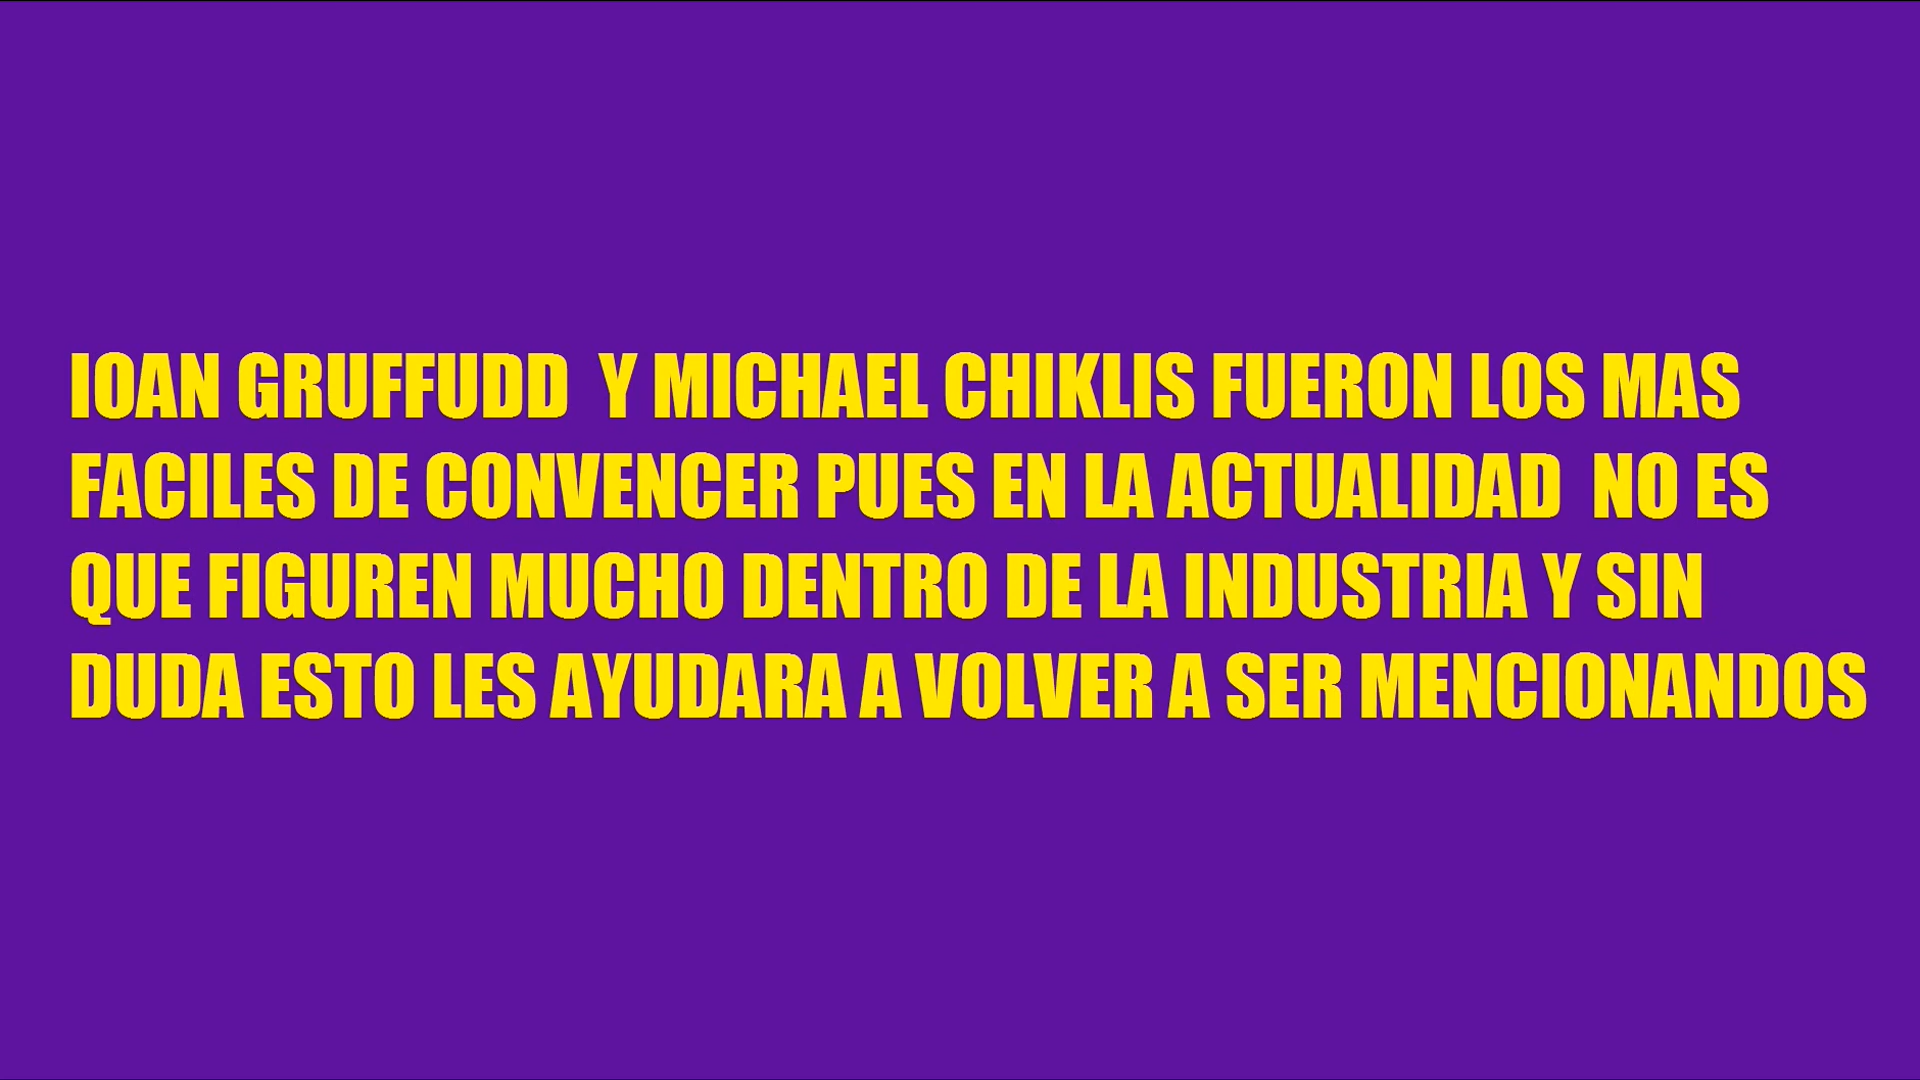 IOAN GRUFFUDD  Y MICHAEL CHIKLIS FUERON LOS MAS
FACILES DE CONVENCER PUES EN LA ACTUALIDAD  NO ES
QUE FIGUREN MUCHO DENTRO DE LA INDUSTRIA Y SIN
DUDA ESTO LES AYUDARA A VOLVER A SER MENCIONANDOS